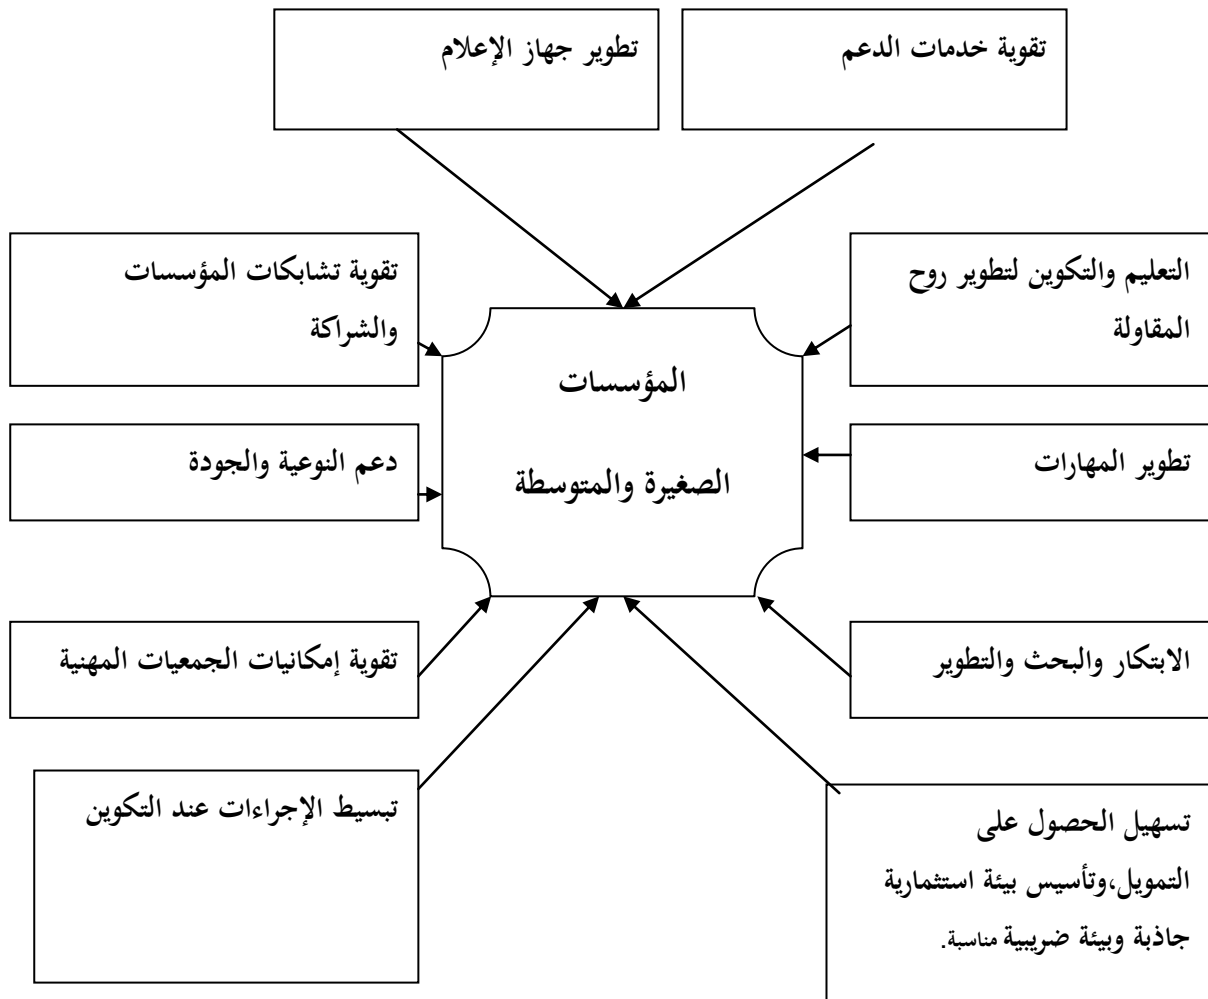 تقوية خدمات الدعم
تطوير جهاز الإعلام
التعليم والتكوين لتطوير روح
المقاولة
تقوية تشابكات المؤسسات
والشراكة
المؤسسات
الصغيرة والمتوسطة
تطوير المهارات
دعم النوعية والجودة
الابتكار والبحث والتطوير
تقوية إمكانيات الجمعيات المهنية
تسهيل الحصول على
التمويل،وتأسيس بيئة استثمارية
جاذبة وبيئة ضريبية مناسبة.
تبسيط الإجراءات عند التكوين